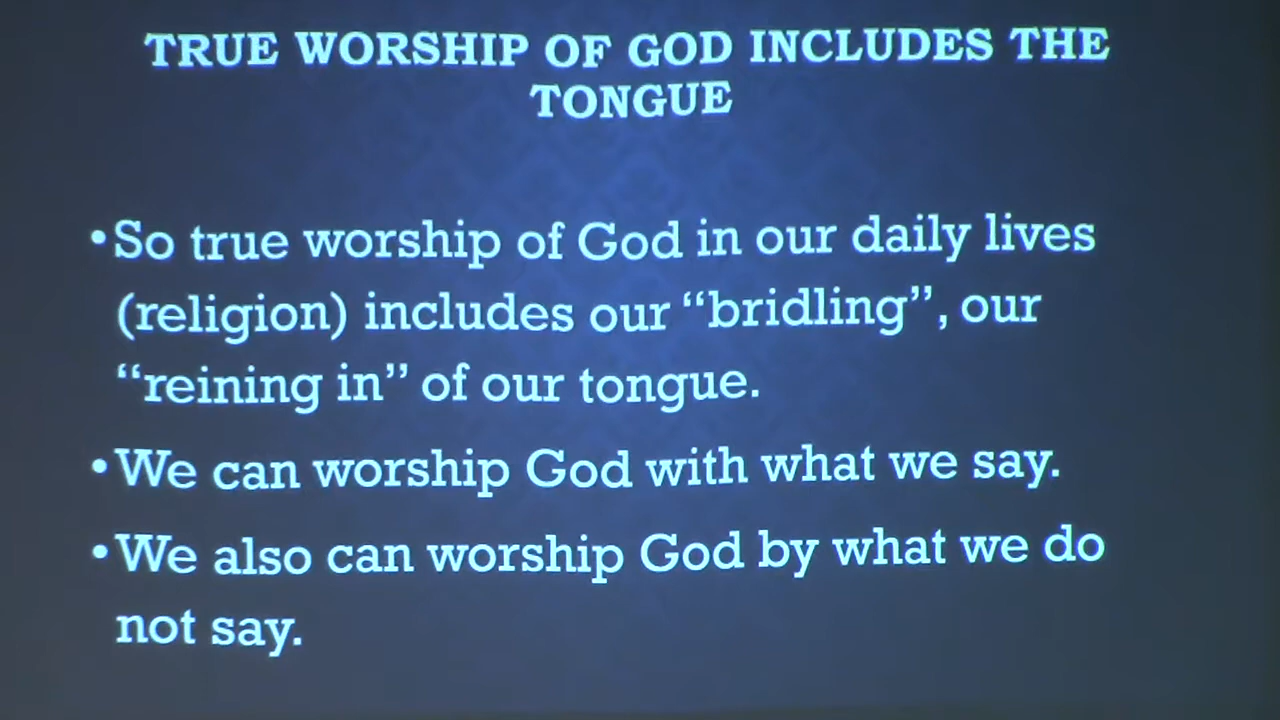 TRUE WORSHIP OF GOD INCLUDES THE
TONGUE
•So true worship of God in our daily lives
(religion) includes our “bridling”, our
“reining in” of our tongue.
•We can worship God with what we say.
•We also can worship God by what we do
not say.